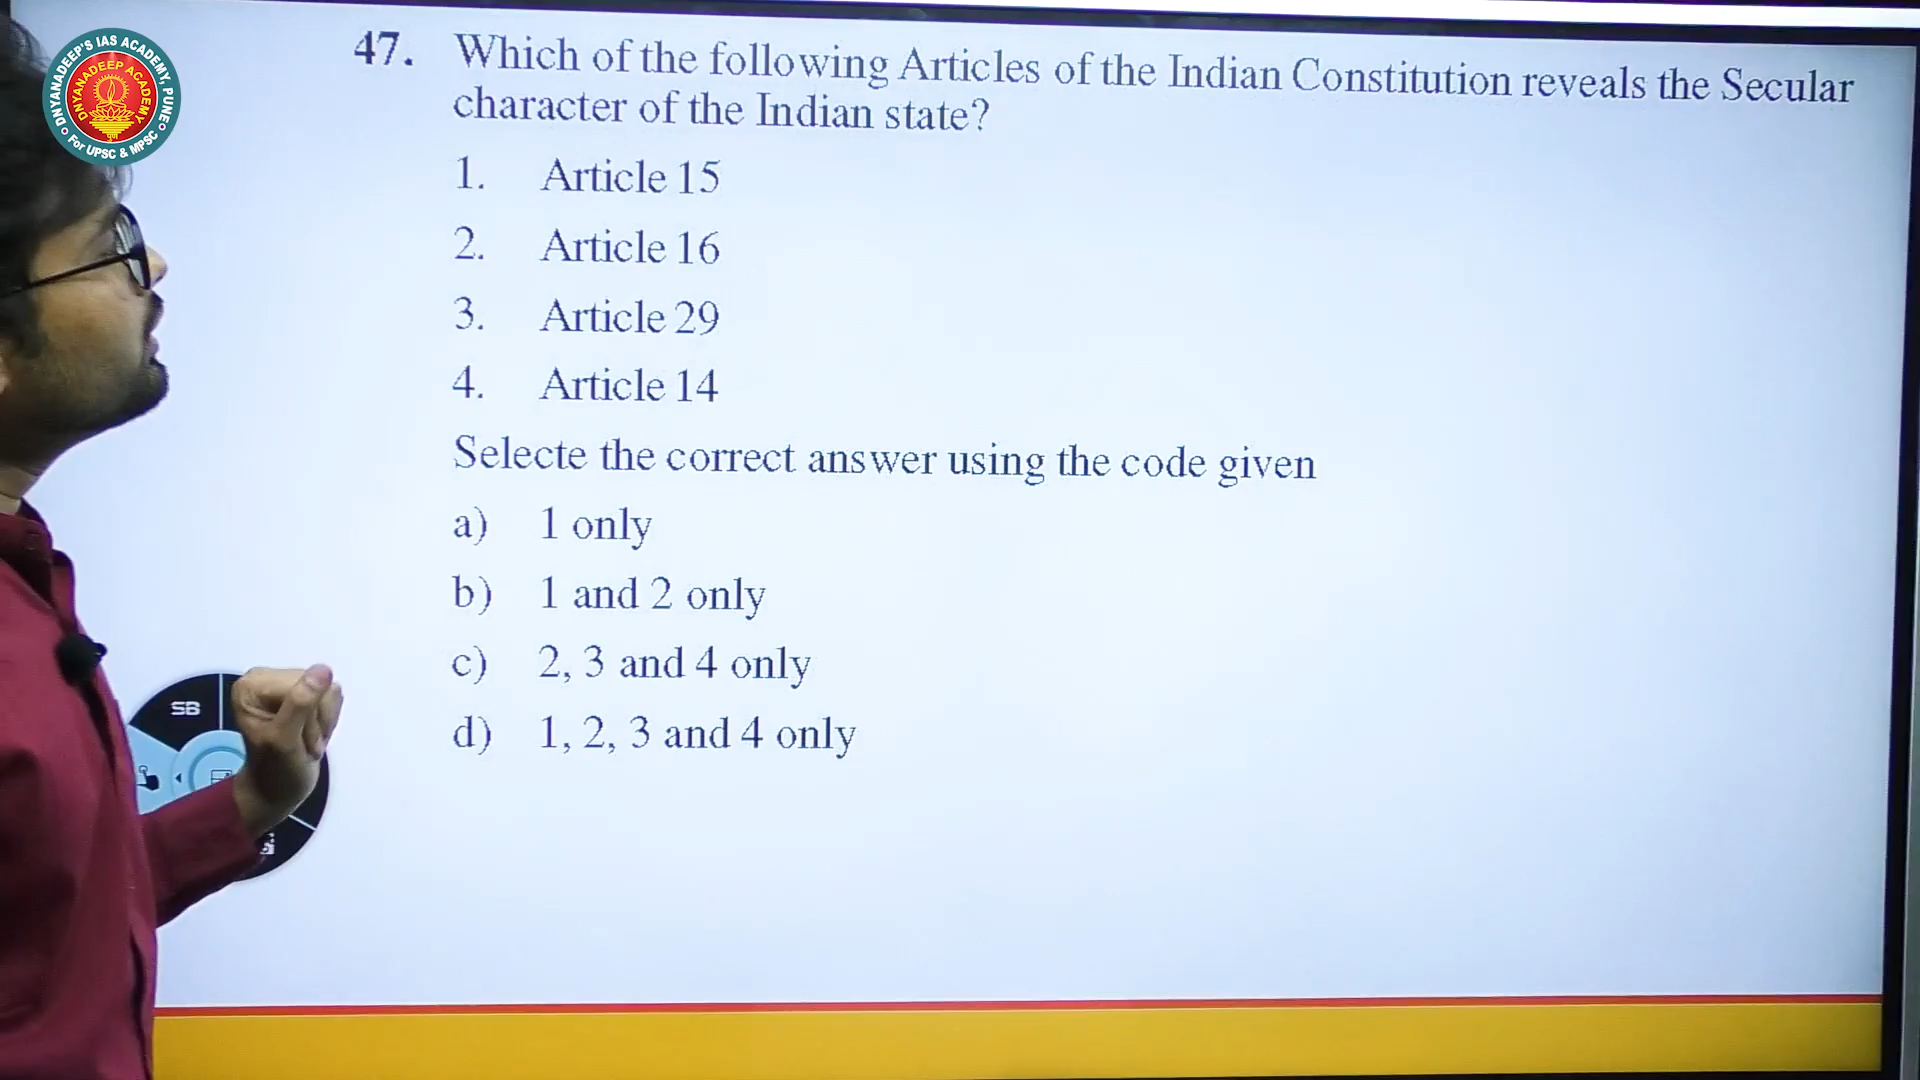 DNYANADEEP'S IAS ACADEMY, PUNE
DNYANADEEP ACADEMY
For UPSC & MPSC
47. Which of the following Articles of the Indian Constitution reveals the Secular
character of the Indian state?
1. Article 15
2. Article 16
3. Article 29
4. Article 14
Selecte the correct answer using the code given
a) 1 only
b) 1 and 2 only
c) 2, 3 and 4 only
d) 1, 2, 3 and 4 only
SB